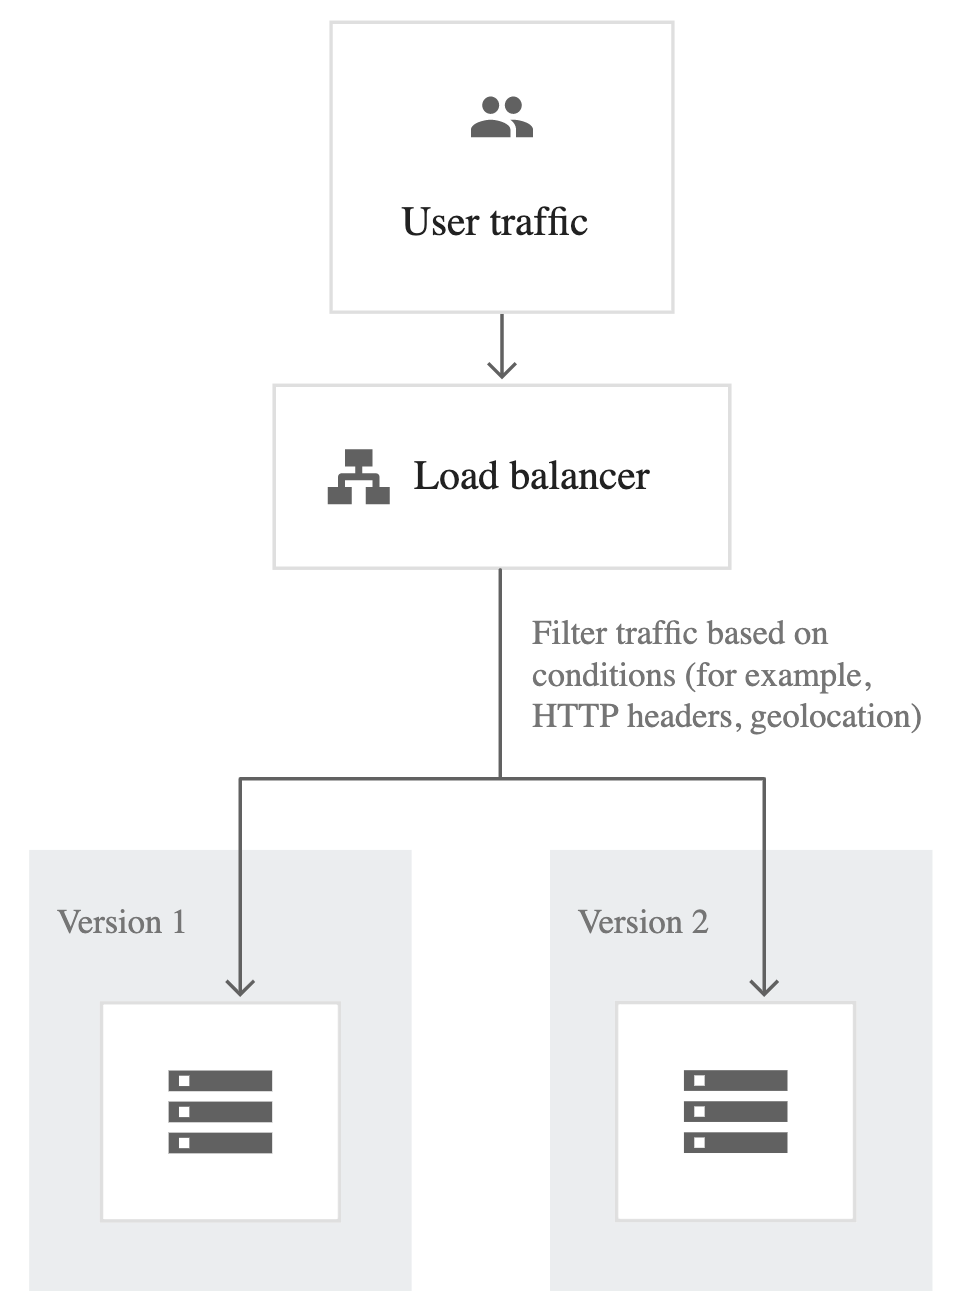 User traffic
Load balancer
Filter traffic based on
conditions (for example,
HTTP headers, geolocation)
Version 1
Version 2